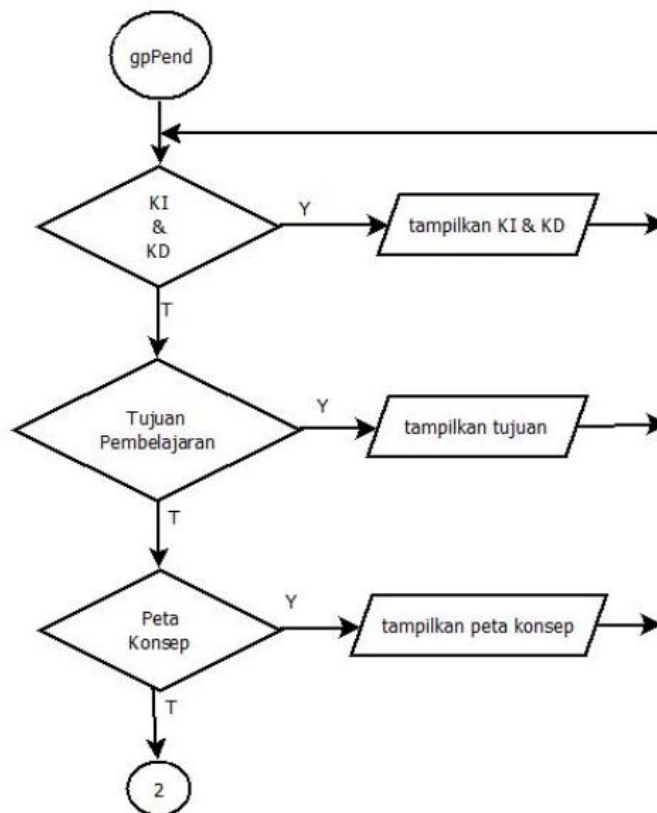 gpPend
KI
&
KD
Y
tampilkan KI & KD
T
Tujuan
Pembelajaran
Y
tampilkan tujuan
T
Peta
Konsep
Y
tampilkan peta konsep
T
2